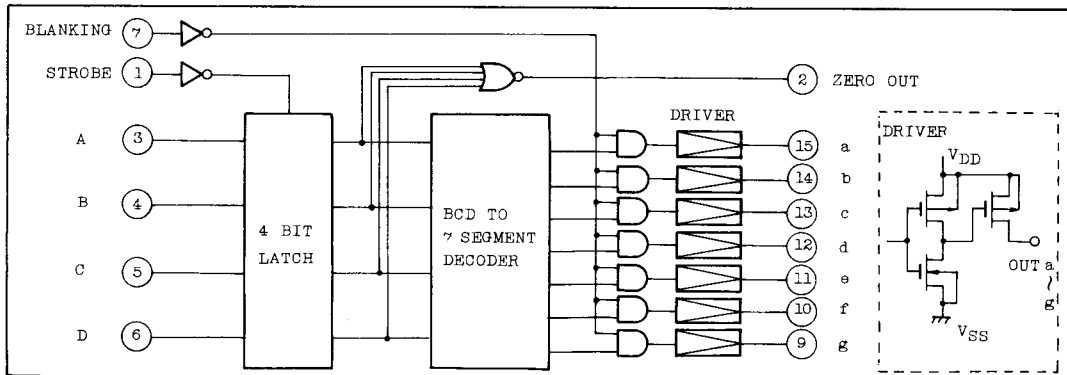 BLANKING 7
STROBE 1
2 ZERO OUT
DRIVER
A 3
15 a
B 4
14 b
13 c
C 5
12 d
11 e
D 6
10 f
9 g
4 BIT
LATCH
BCD TO
7 SEGMENT
DECODER
DRIVER
VDD
OUT a
~
g
VSS